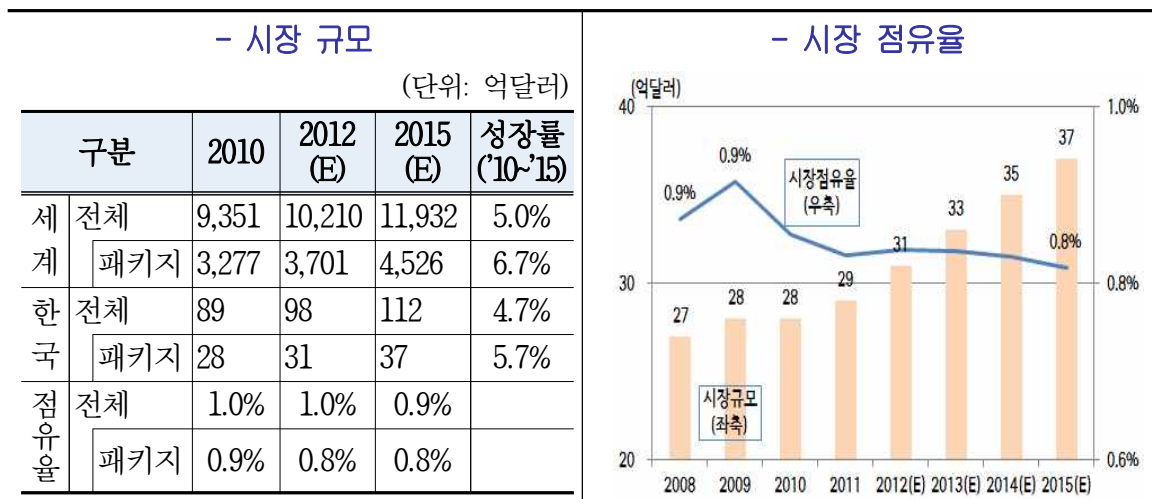 - 시장 규모
(단위: 억달러)
구분 2010 2012 (E) 2015 (E) 성장률 ('10~'15)
세계 전체 9,351 10,210 11,932 5.0%
패키지 3,277 3,701 4,526 6.7%
한국 전체 89 98 112 4.7%
패키지 28 31 37 5.7%
점유율 전체 1.0% 1.0% 0.9%
패키지 0.9% 0.8% 0.8%
- 시장 점유율
(억달러)
40 1.0%
37
0.9% 35
시장점유율
(우축)
0.9% 33
31 0.8%
29
30 0.8%
27 28 28
시장규모
(좌축)
20 0.6%
2008 2009 2010 2011 2012(E) 2013(E) 2014(E) 2015(E)